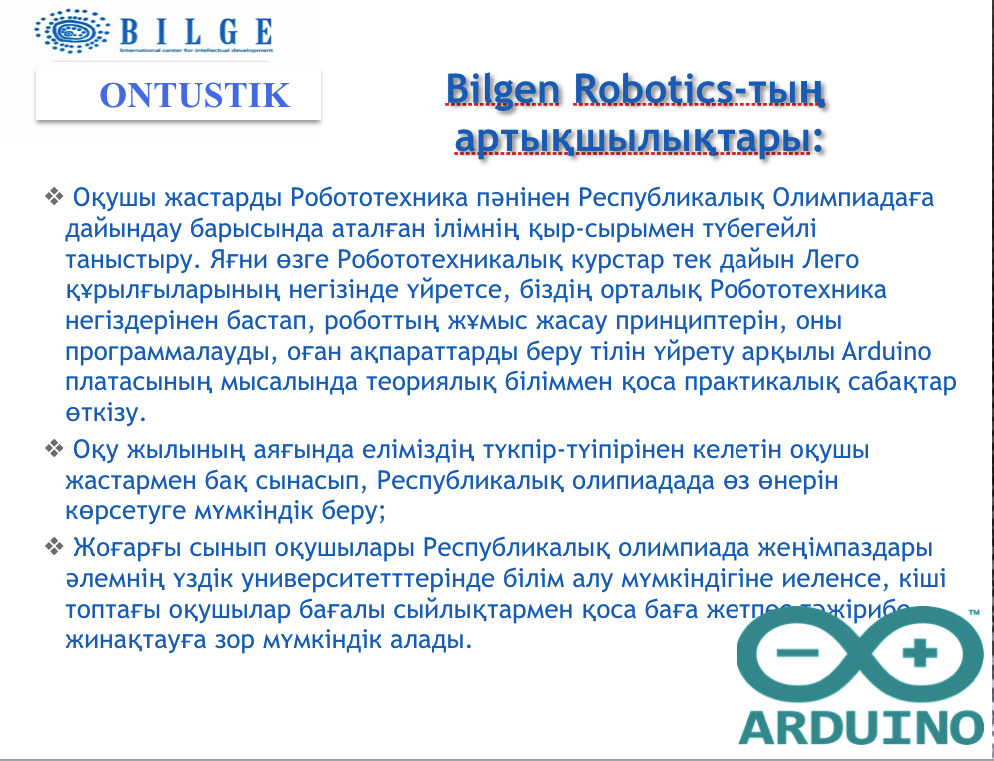 BILGE
International center for intellectual development
ONTUSTIK
Bilgen Robotics-тың
артықшылықтары:
❖ Оқушы жастарды Робототехника пәнінен Республикалық Олимпиадаға
дайындау барысында аталған ілімнің қыр-сырымен түбегейлі
таныстыру. Яғни өзге Робототехникалық курстар тек дайын Лего
құрылғыларының негізінде үйретсе, біздің орталық Робототехника
негіздерінен бастап, роботтың жұмыс жасау принциптерін, оны
программалауды, оған ақпараттарды беру тілін үйрету арқылы Arduino
платасының мысалында теориялық біліммен қоса практикалық сабақтар
өткізу.
❖ Оқу жылының аяғында еліміздің түкпір-түіпірінен келетін оқушы
жастармен бақ сынасып, Республикалық олипиадада өз өнерін
көрсетуге мүмкіндік беру;
❖ Жоғарғы сынып оқушылары Республикалық олимпиада жеңімпаздары
әлемнің үздік университетттерінде білім алу мүмкіндігіне иеленсе, кіші
топтағы оқушылар бағалы сыйлықтармен қоса баға жетпес тәжірибе
жинақтауға зор мүмкіндік алады.
TM
ARDUINO